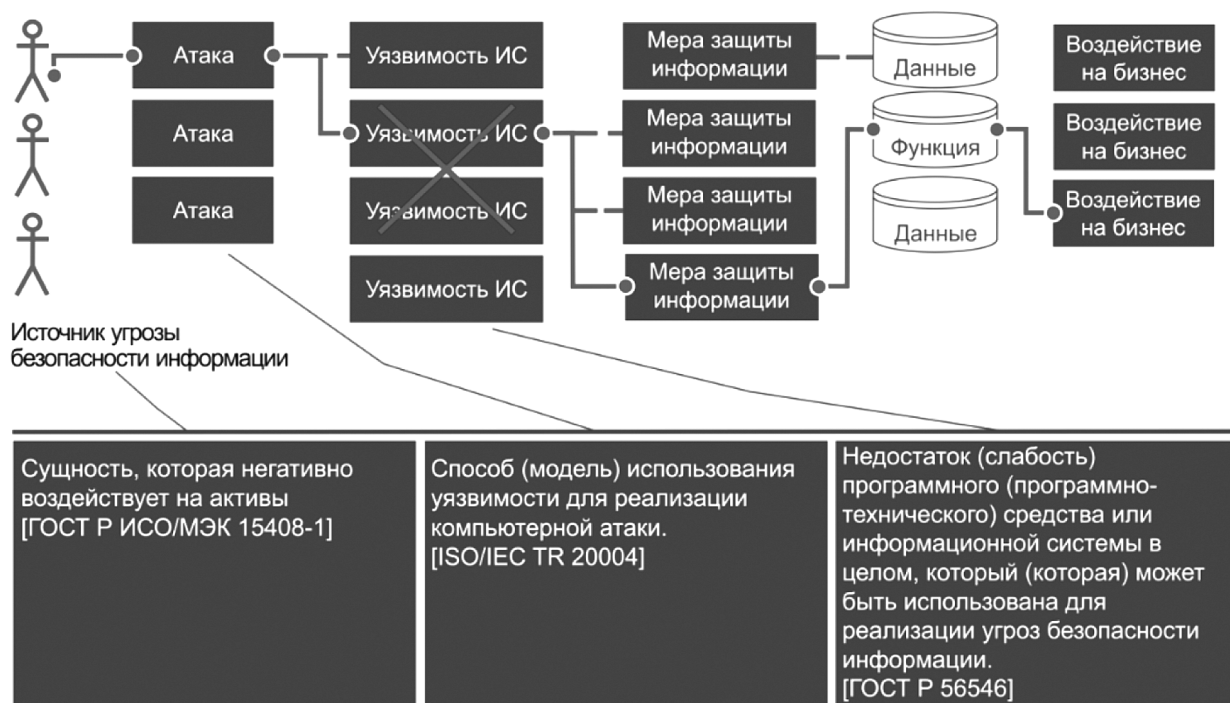 Атака
Атака
Атака
Уязвимость ИС
Уязвимость ИС
Уязвимость ИС
Уязвимость ИС
Мера защиты
информации
Мера защиты
информации
Мера защиты
информации
Мера защиты
информации
Данные
Функция
Данные
Воздействие
на бизнес
Воздействие
на бизнес
Воздействие
на бизнес
Источник угрозы
безопасности информации
Сущность, которая негативно
воздействует на активы
[ГОСТ Р ИСО/МЭК 15408-1]
Способ (модель) использования
уязвимости для реализации
компьютерной атаки.
[ISO/IEC TR 20004]
Недостаток (слабость)
программного (программно-
технического) средства или
информационной системы в
целом, который (которая) может
быть использована для
реализации угроз безопасности
информации.
[ГОСТ Р 56546]